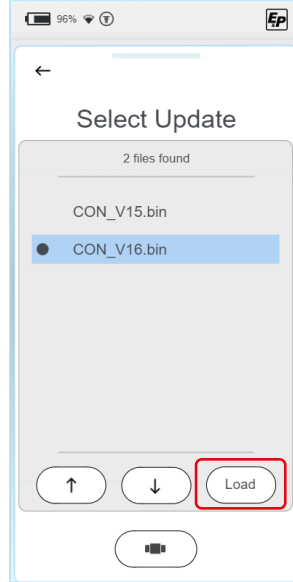 96%
EP
Select Update
2 files found
CON_V15.bin
CON_V16.bin
Load